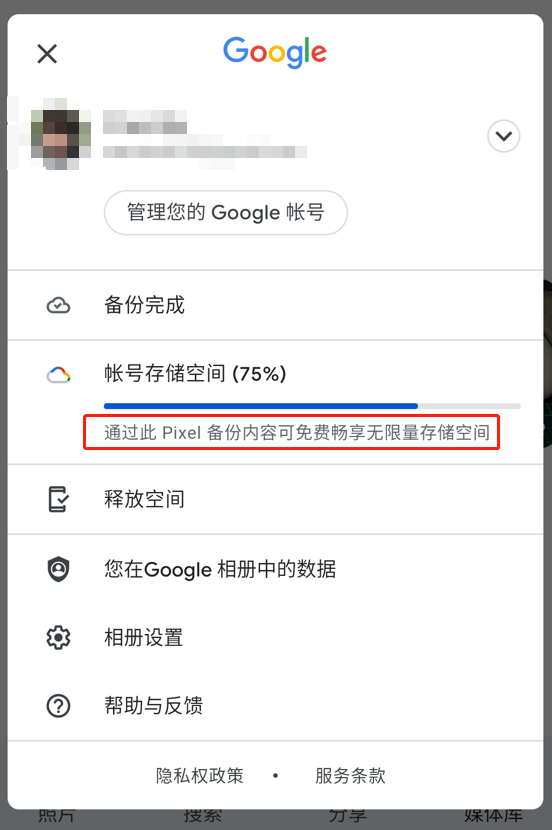 Google
管理您的 Google 帐号
备份完成
帐号存储空间 (75%)
通过此 Pixel 备份内容可免费畅享无限量存储空间
释放空间
您在Google 相册中的数据
相册设置
帮助与反馈
隐私权政策 • 服务条款
照片 搜索 分享 媒体库